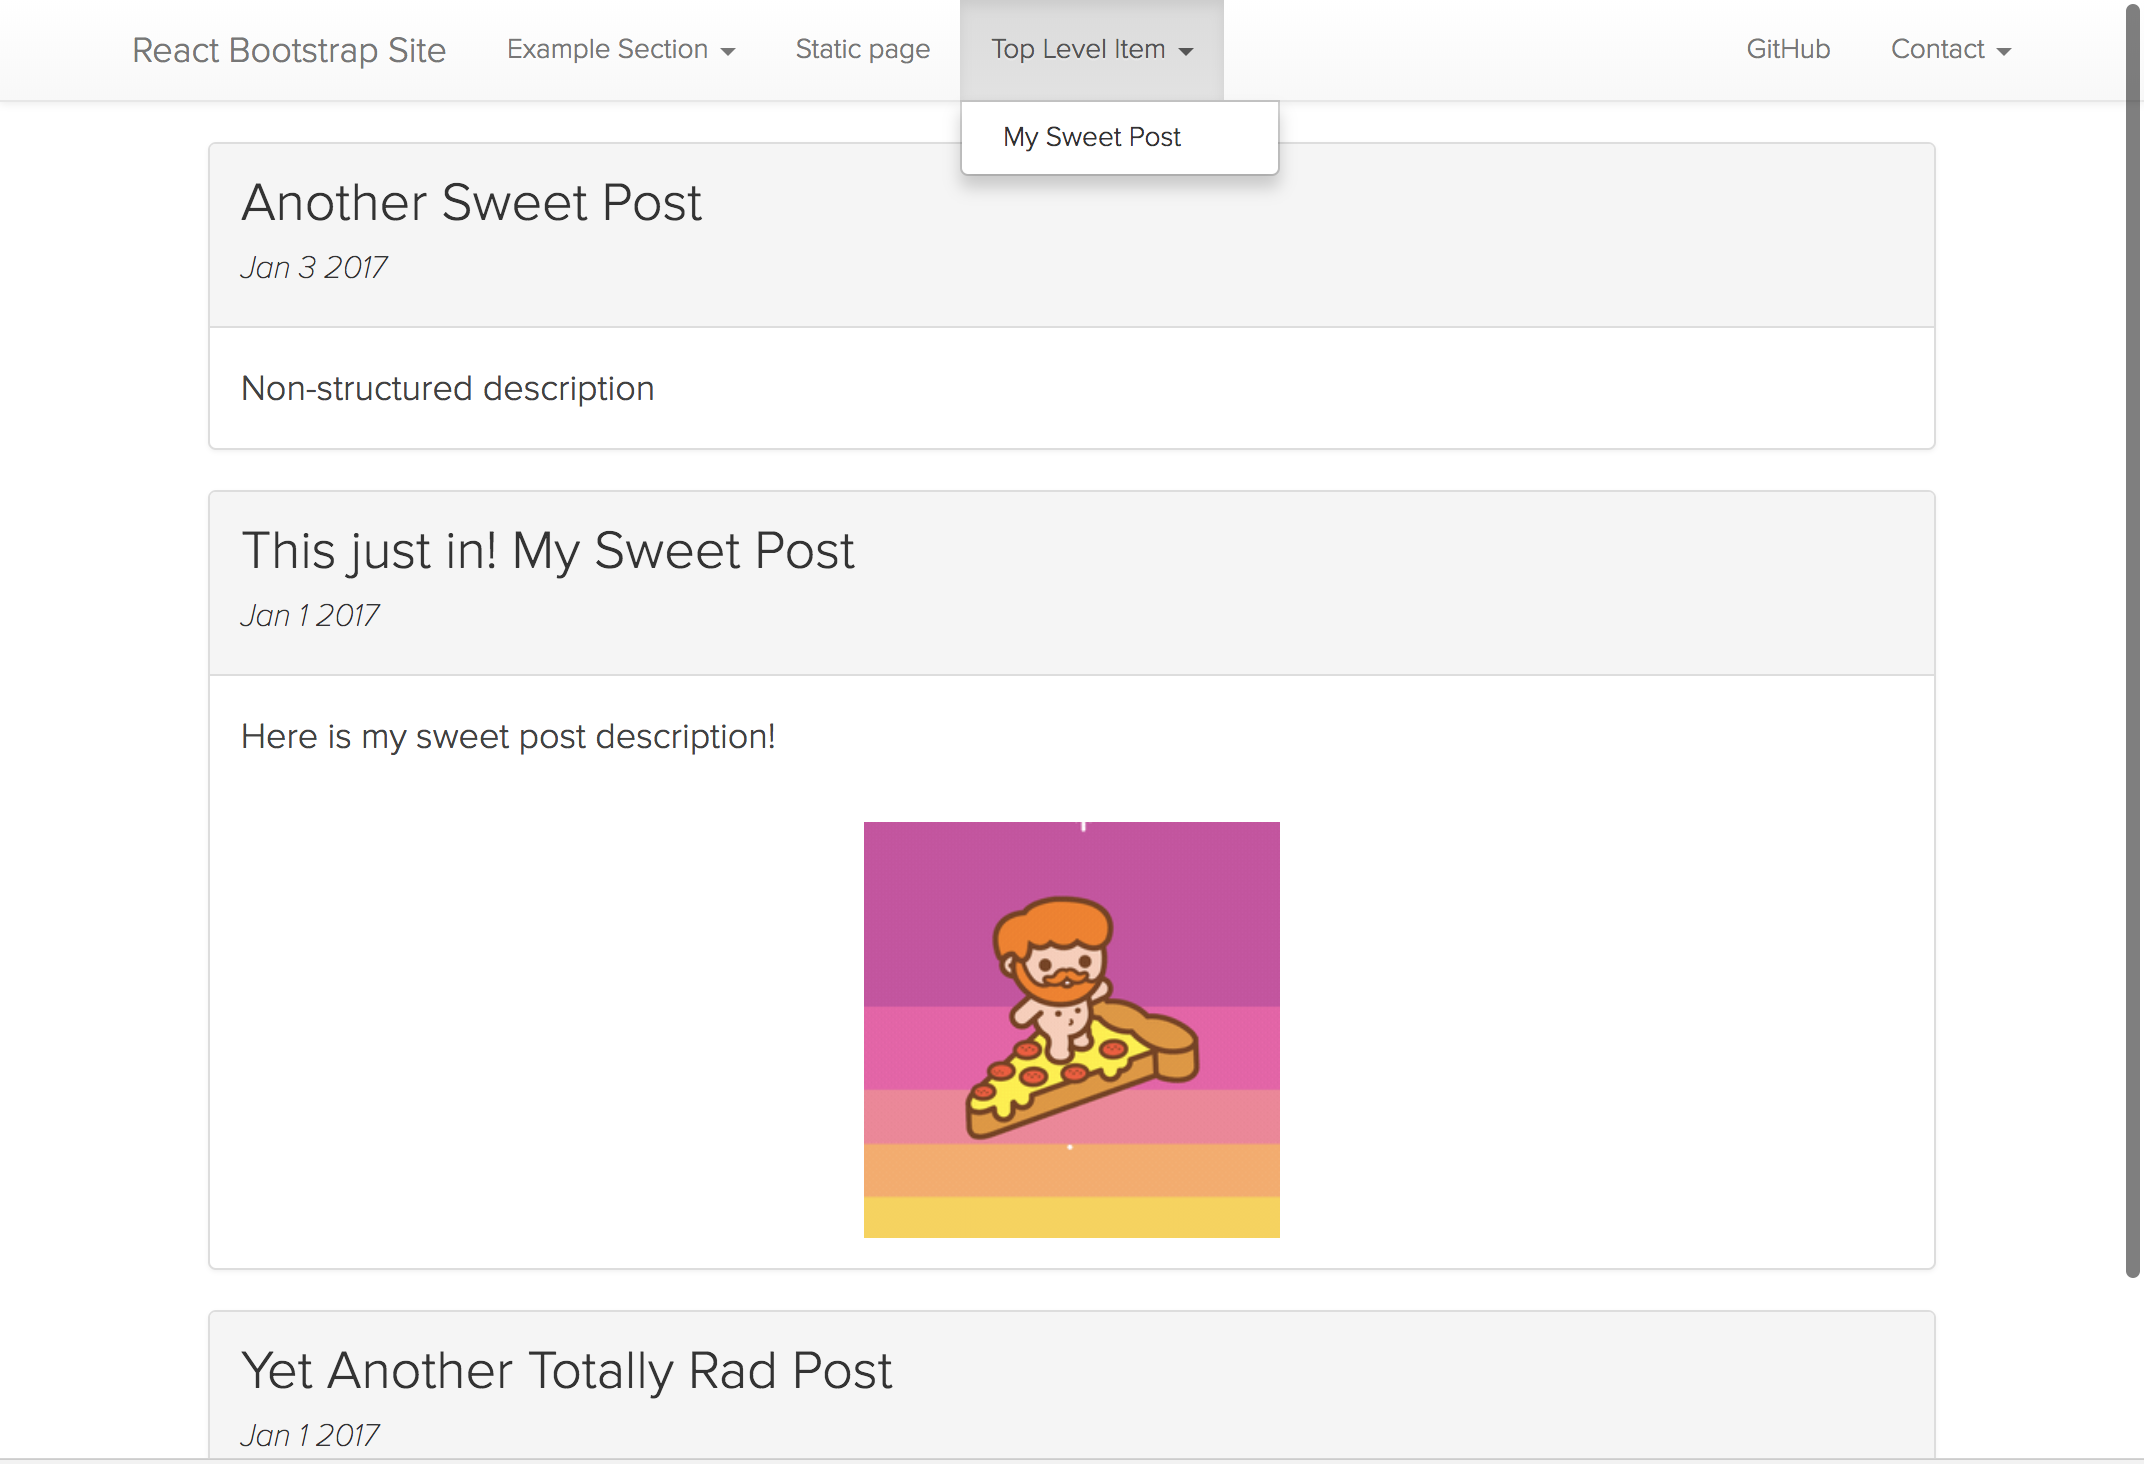 React Bootstrap Site Example Section Static page Top Level Item GitHub Contact
My Sweet Post
Another Sweet Post
Jan 3 2017
Non-structured description
This just in! My Sweet Post
Jan 1 2017
Here is my sweet post description!
Yet Another Totally Rad Post
Jan 1 2017